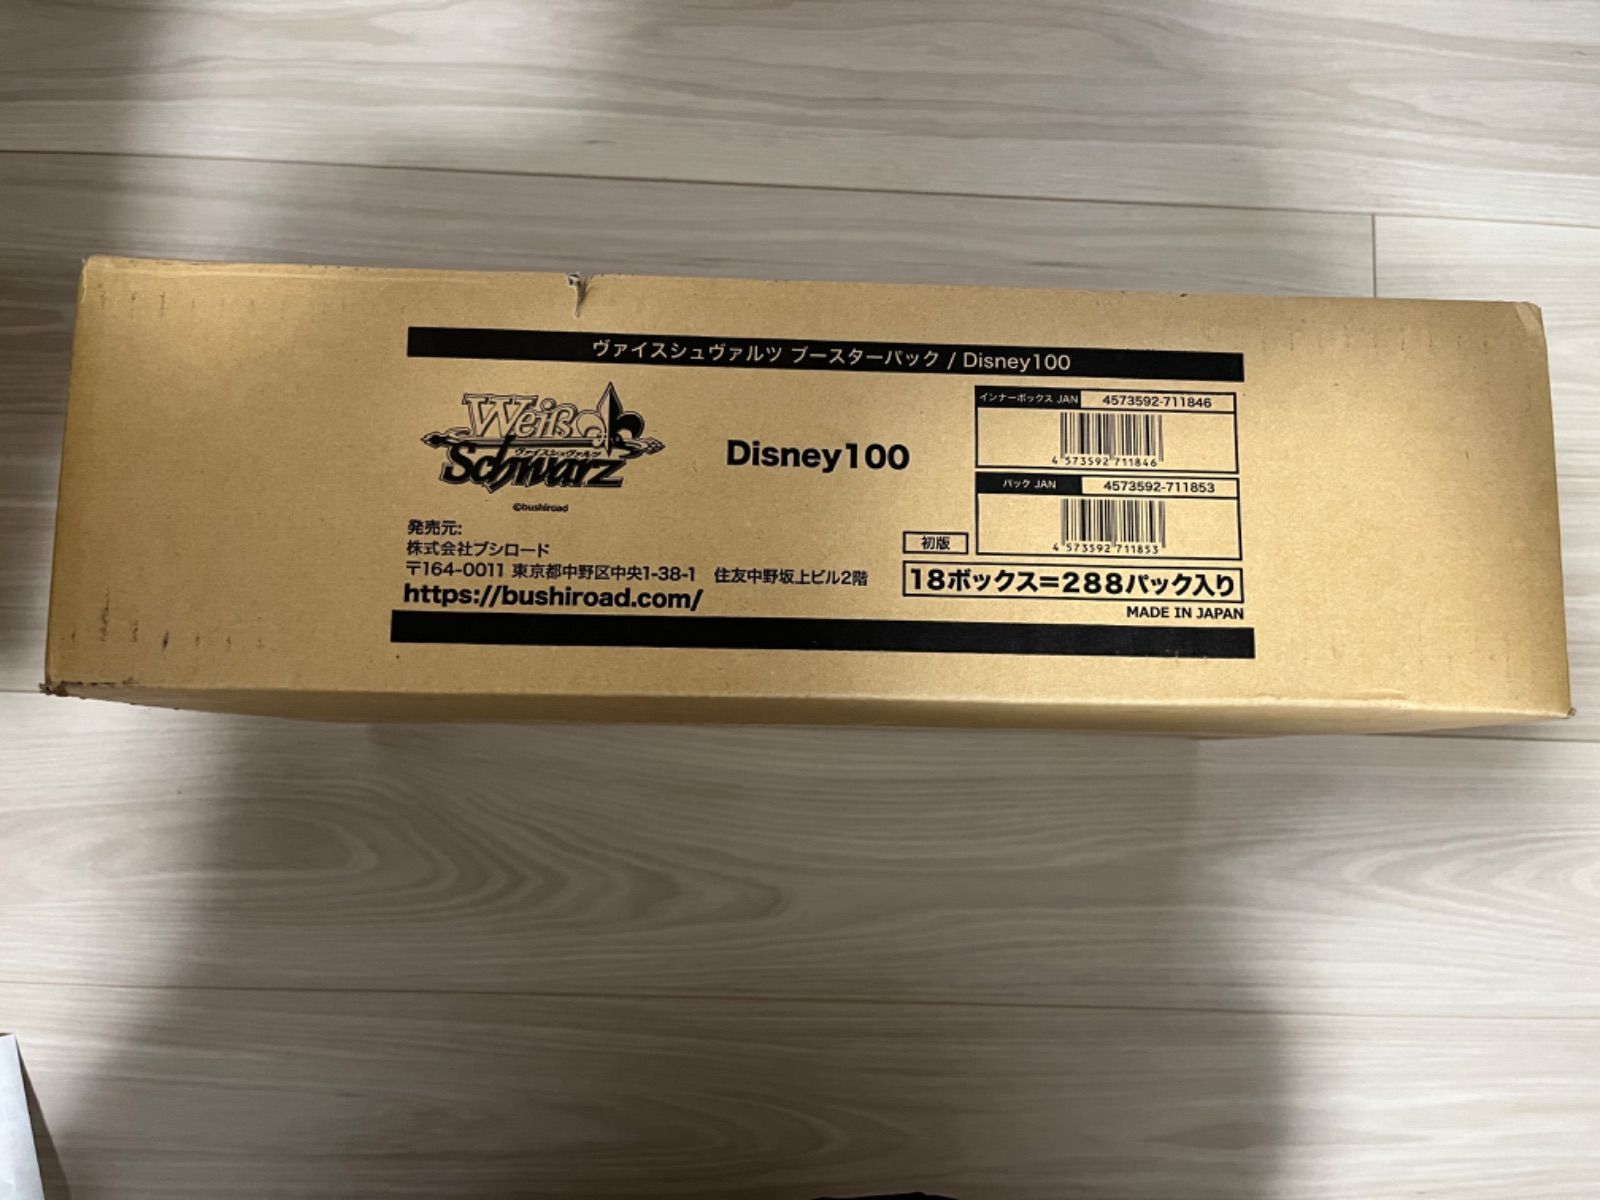 ヴァイスシュヴァルツ ブースターパック / Disney100
Weiß
ヴァイスシュヴァルツ
Schwarz
©bushiroad
Disney100
インナーボックス JAN 4573592-711846
4 573592 711846
パック JAN 4573592-711853
4 573592 711853
発売元:
株式会社ブシロード
〒164-0011 東京都中野区中央1-38-1 住友中野坂上ビル2階
https://bushiroad.com/
初版
18ボックス=288パック入り
MADE IN JAPAN